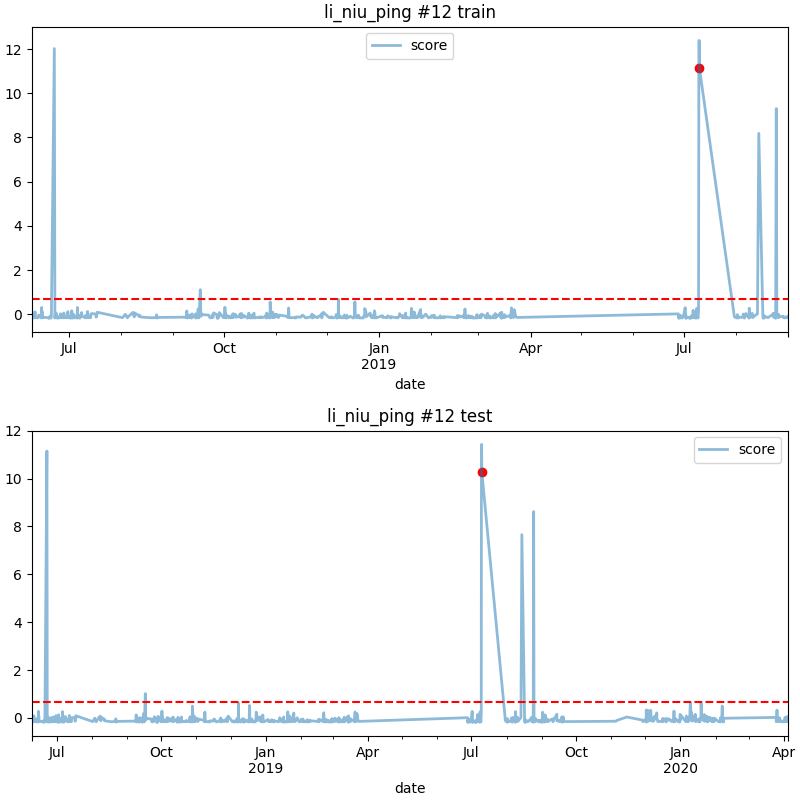 li_niu_ping #12 train
score
12
10
8
6
4
2
0
Jul Oct Jan Apr Jul
2019
date
li_niu_ping #12 test
score
12
10
8
6
4
2
0
Jul Oct Jan Apr Jul Oct Jan Apr
2019 2020
date